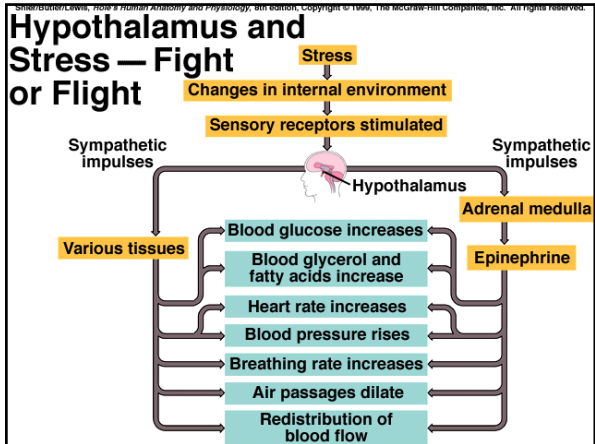 Shier/Butler/Lewis, Hole's Human Anatomy and Physiology, 8th edition, Copyright © 1999, The McGraw-Hill Companies, Inc. All rights reserved.
Hypothalamus and
Stress — Fight
or Flight
Stress
Changes in internal environment
Sensory receptors stimulated
Sympathetic
impulses
Sympathetic
impulses
Hypothalamus
Adrenal medulla
Various tissues
Epinephrine
Blood glucose increases
Blood glycerol and
fatty acids increase
Heart rate increases
Blood pressure rises
Breathing rate increases
Air passages dilate
Redistribution of
blood flow